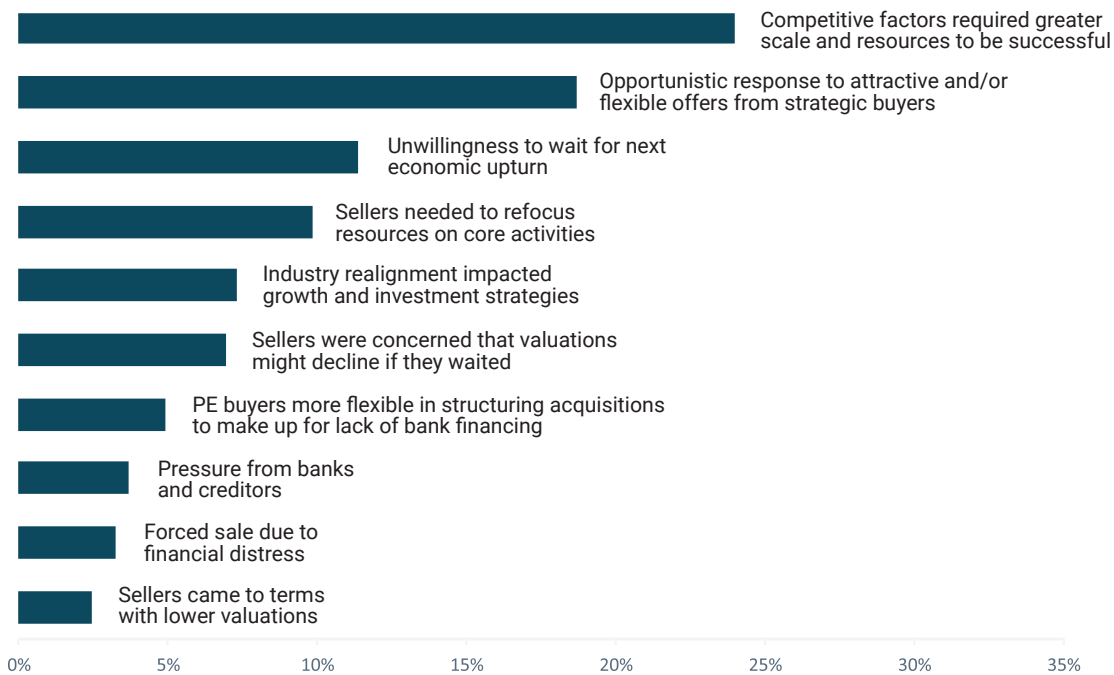 Competitive factors required greater
scale and resources to be successful
Opportunistic response to attractive and/or
flexible offers from strategic buyers
Unwillingness to wait for next
economic upturn
Sellers needed to refocus
resources on core activities
Industry realignment impacted
growth and investment strategies
Sellers were concerned that valuations
might decline if they waited
PE buyers more flexible in structuring acquisitions
to make up for lack of bank financing
Pressure from banks
and creditors
Forced sale due to
financial distress
Sellers came to terms
with lower valuations
0% 5% 10% 15% 20% 25% 30% 35%